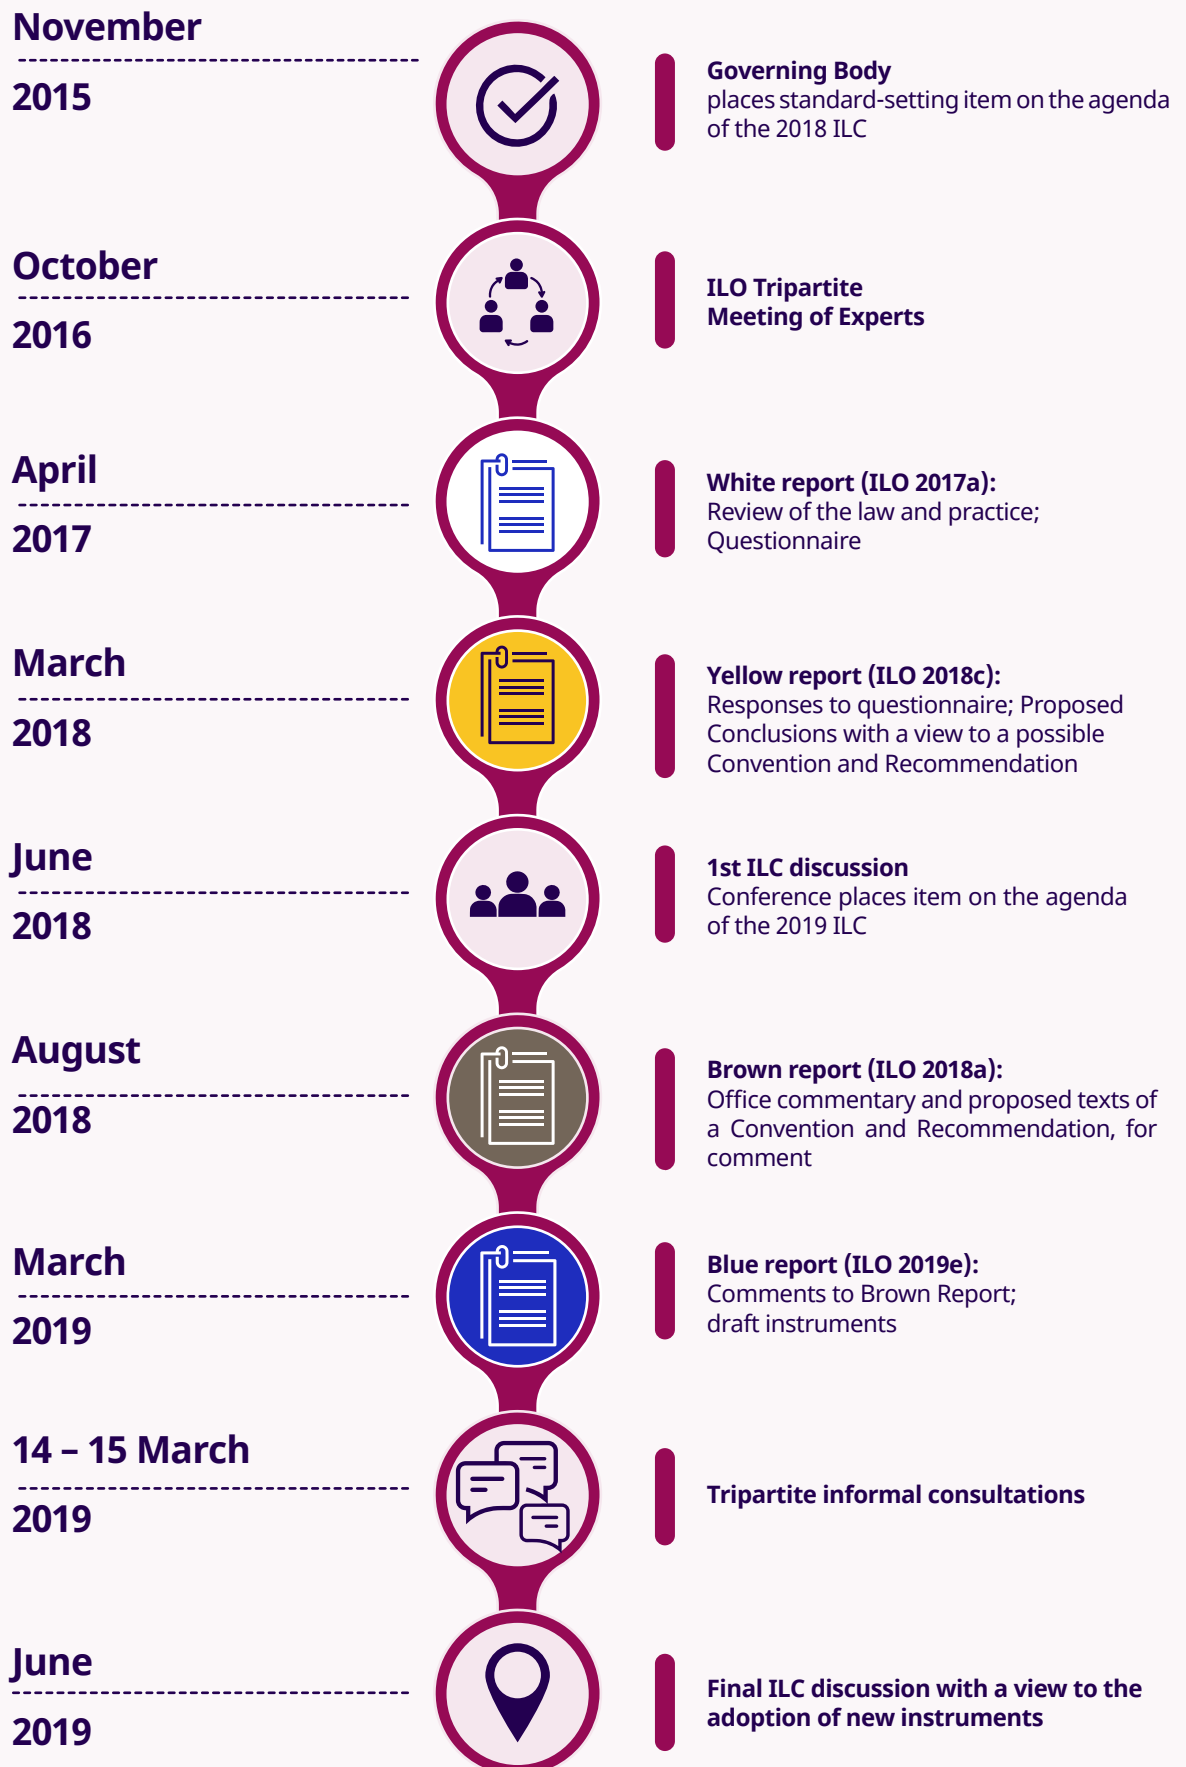 November
2015
Governing Body
places standard-setting item on the agenda
of the 2018 ILC
October
2016
ILO Tripartite
Meeting of Experts
April
2017
White report (ILO 2017a):
Review of the law and practice;
Questionnaire
March
2018
Yellow report (ILO 2018c):
Responses to questionnaire; Proposed
Conclusions with a view to a possible
Convention and Recommendation
June
2018
1st ILC discussion
Conference places item on the agenda
of the 2019 ILC
August
2018
Brown report (ILO 2018a):
Office commentary and proposed texts of
a Convention and Recommendation, for
comment
March
2019
Blue report (ILO 2019e):
Comments to Brown Report;
draft instruments
14 – 15 March
2019
Tripartite informal consultations
June
2019
Final ILC discussion with a view to the
adoption of new instruments